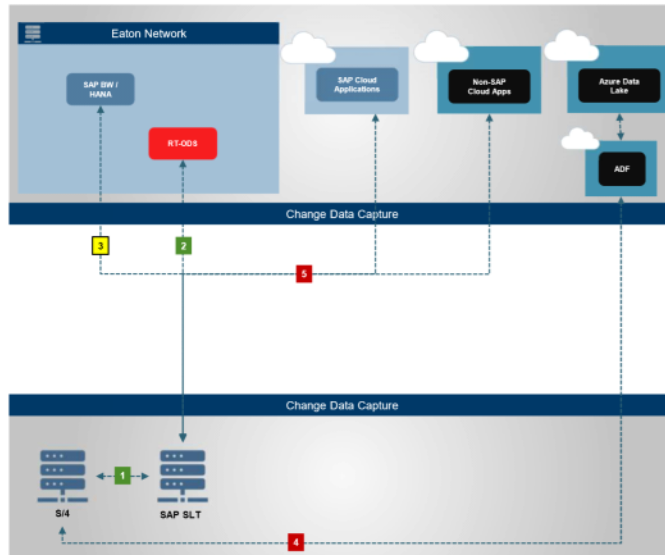 Eaton Network
SAP BW /
HANA
RT-ODS
SAP Cloud
Applications
Non-SAP
Cloud Apps
Azure Data
Lake
ADF
Change Data Capture
3
2
5
Change Data Capture
1
S/4
SAP SLT
4